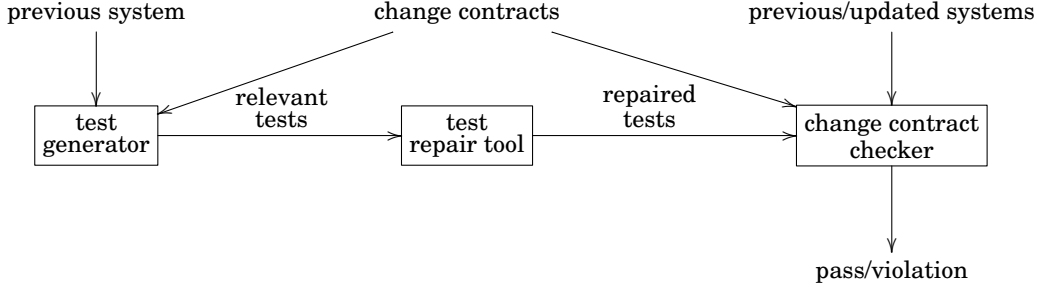 previous system
change contracts
previous/updated systems
relevant
tests
repaired
tests
test
generator
test
repair tool
change contract
checker
pass/violation